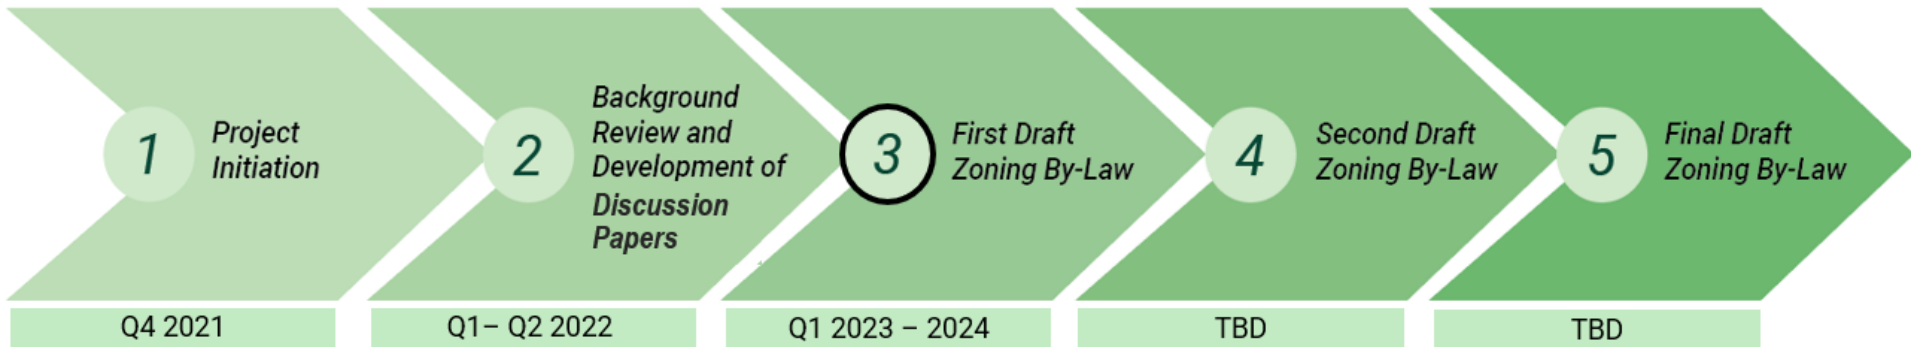 1
Project
Initiation
2
Background
Review and
Development of
Discussion
Papers
3
First Draft
Zoning By-Law
4
Second Draft
Zoning By-Law
5
Final Draft
Zoning By-Law
Q4 2021
Q1– Q2 2022
Q1 2023 – 2024
TBD
TBD